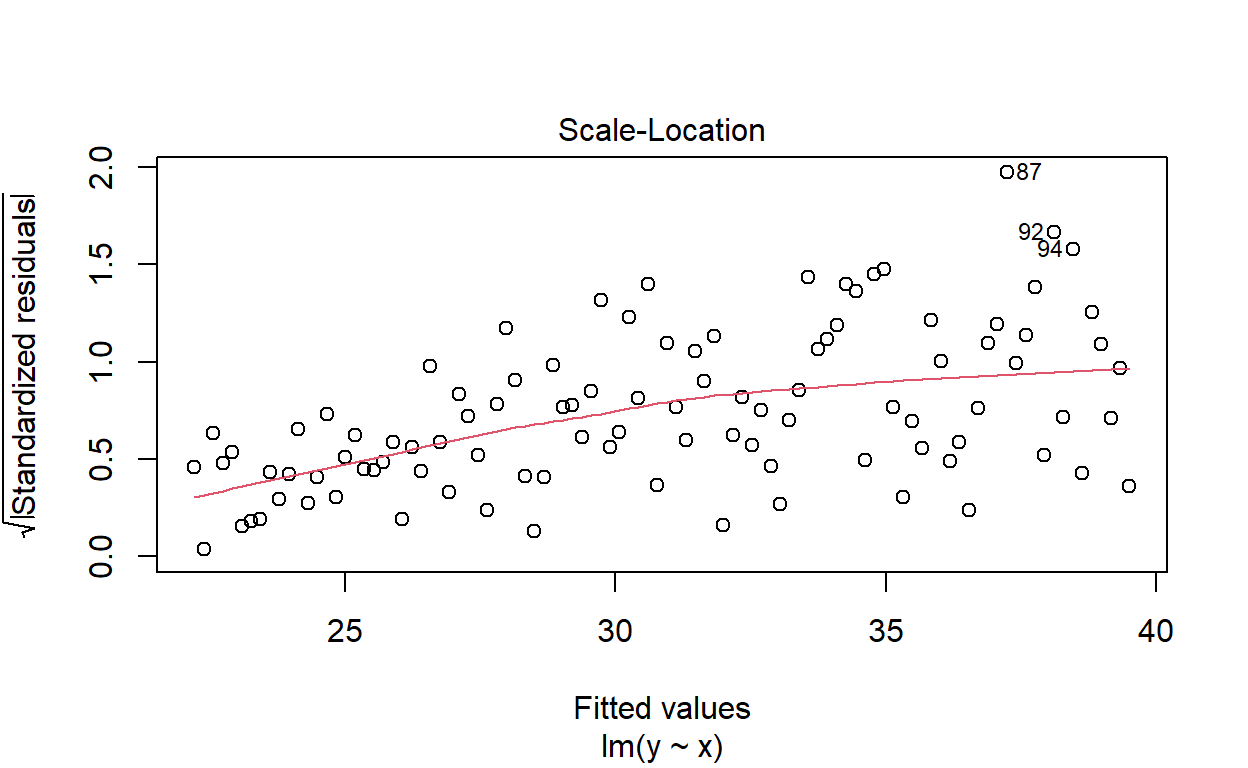 Scale-Location
√|Standardized residuals|
2.0
1.5
1.0
0.5
0.0
87
92
94
25 30 35 40
Fitted values
lm(y ~ x)